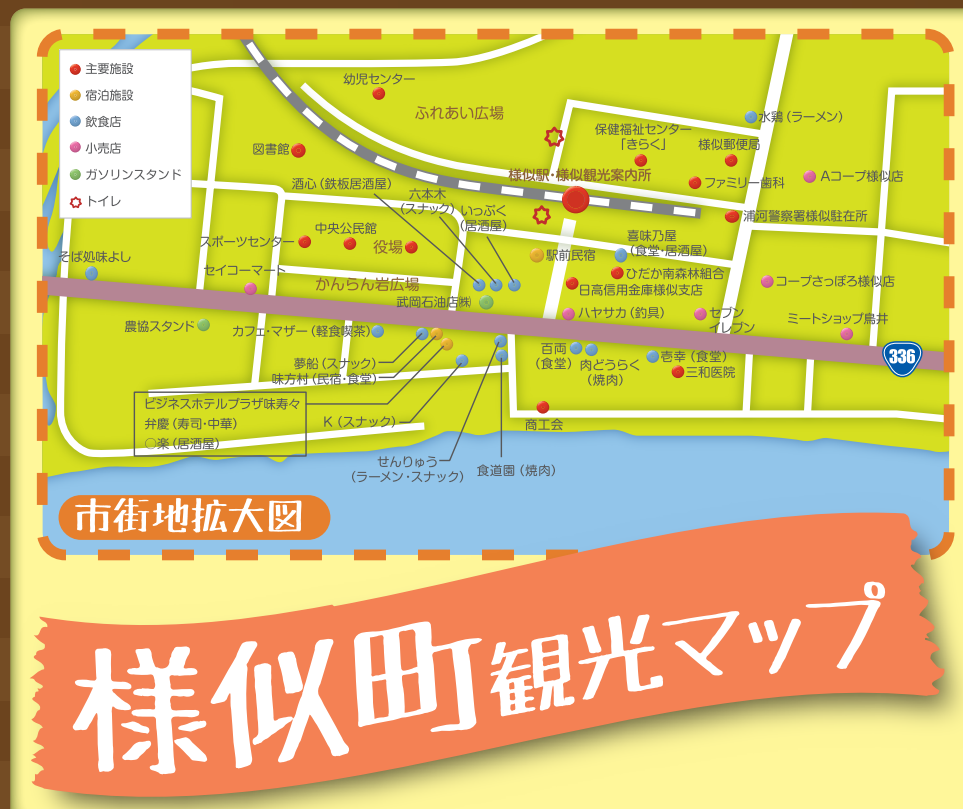 主要施設
宿泊施設
飲食店
小売店
ガソリンスタンド
トイレ
幼児センター
ふれあい広場
図書館
保健福祉センター
「きらく」
様似郵便局
水鶏（ラーメン）
様似駅・様似観光案内所
ファミリー歯科
Aコープ様似店
酒心（鉄板居酒屋）
六本木
（スナック）
いっぷく
（居酒屋）
浦河警察署様似駐在所
スポーツセンター
中央公民館
役場
喜味乃屋
（食堂・居酒屋）
駅前民宿
そば処味よし
セイコーマート
かんらん岩広場
ひだか南森林組合
日高信用金庫様似支店
コープさっぽろ様似店
武岡石油店㈱
ハヤサカ（釣具）
セブン
イレブン
ミートショップ鳥井
農協スタンド
カフェ・マザー（軽食喫茶）
336
百両
（食堂）
肉どうらく
（焼肉）
壱幸（食堂）
三和医院
夢船（スナック）
味方村（民宿・食堂）
ビジネスホテルプラザ味寿々
弁慶（寿司・中華）
〇楽（居酒屋）
K（スナック）
商工会
せんりゅう
（ラーメン・スナック）
食道園（焼肉）
市街地拡大図
様似町観光マップ